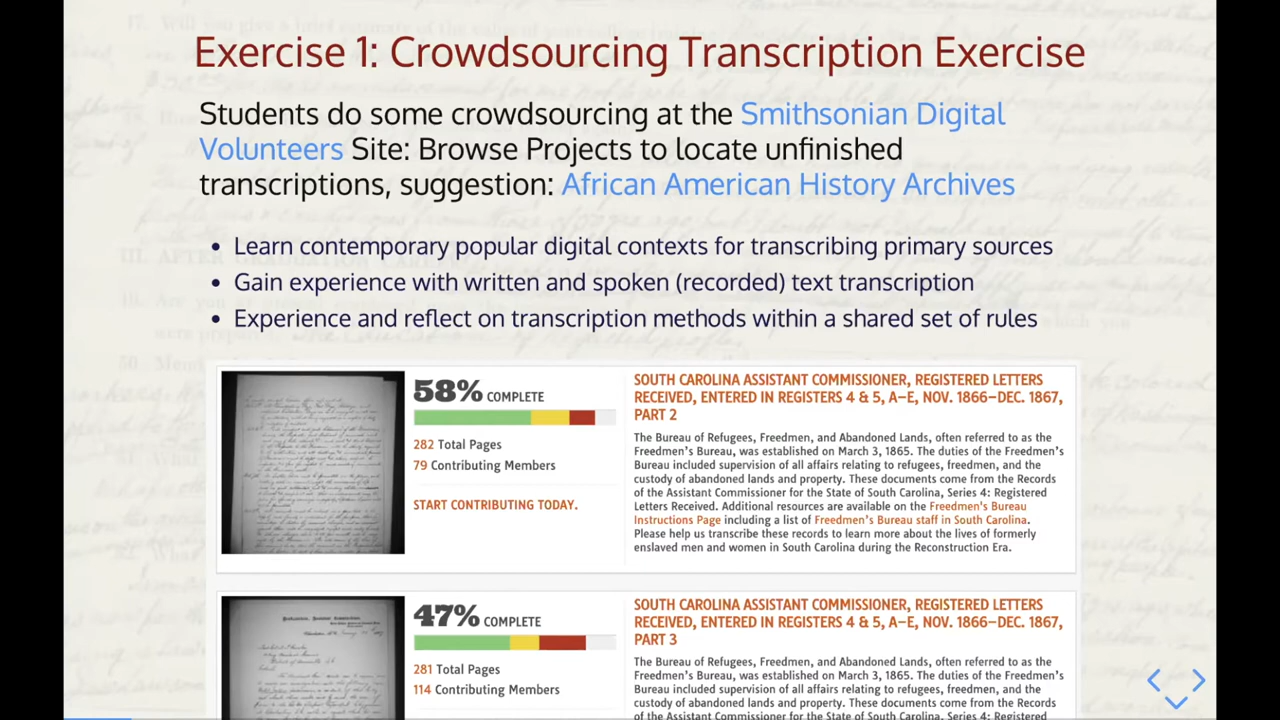 Exercise 1: Crowdsourcing Transcription Exercise
Students do some crowdsourcing at the Smithsonian Digital
Volunteers Site: Browse Projects to locate unfinished
transcriptions, suggestion: African American History Archives
• Learn contemporary popular digital contexts for transcribing primary sources
• Gain experience with written and spoken (recorded) text transcription
• Experience and reflect on transcription methods within a shared set of rules
58% COMPLETE
282 Total Pages
79 Contributing Members
START CONTRIBUTING TODAY.
SOUTH CAROLINA ASSISTANT COMMISSIONER, REGISTERED LETTERS
RECEIVED, ENTERED IN REGISTERS 4 & 5, A–E, NOV. 1866–DEC. 1867,
PART 2
The Bureau of Refugees, Freedmen, and Abandoned Lands, often referred to as the
Freedmen's Bureau, was established on March 3, 1865. The duties of the Freedmen's
Bureau included supervision of all affairs relating to refugees, freedmen, and the
custody of abandoned lands and property. These documents come from the Records
of the Assistant Commissioner for the State of South Carolina, Series 4: Registered
Letters Received. Additional resources are available on the Freedmen's Bureau
Instructions Page including a list of Freedmen's Bureau staff in South Carolina.
Please help us transcribe these records to learn more about the lives of formerly
enslaved men and women in South Carolina during the Reconstruction Era.
47% COMPLETE
281 Total Pages
114 Contributing Members
SOUTH CAROLINA ASSISTANT COMMISSIONER, REGISTERED LETTERS
RECEIVED, ENTERED IN REGISTERS 4 & 5, A–E, NOV. 1866–DEC. 1867,
PART 3
The Bureau of Refugees, Freedmen, and Abandoned Lands, often referred to as the
Freedmen's Bureau, was established on March 3, 1865. The duties of the Freedmen's
Bureau included supervision of all affairs relating to refugees, freedmen, and the
custody of abandoned lands and property. These documents come from the Records